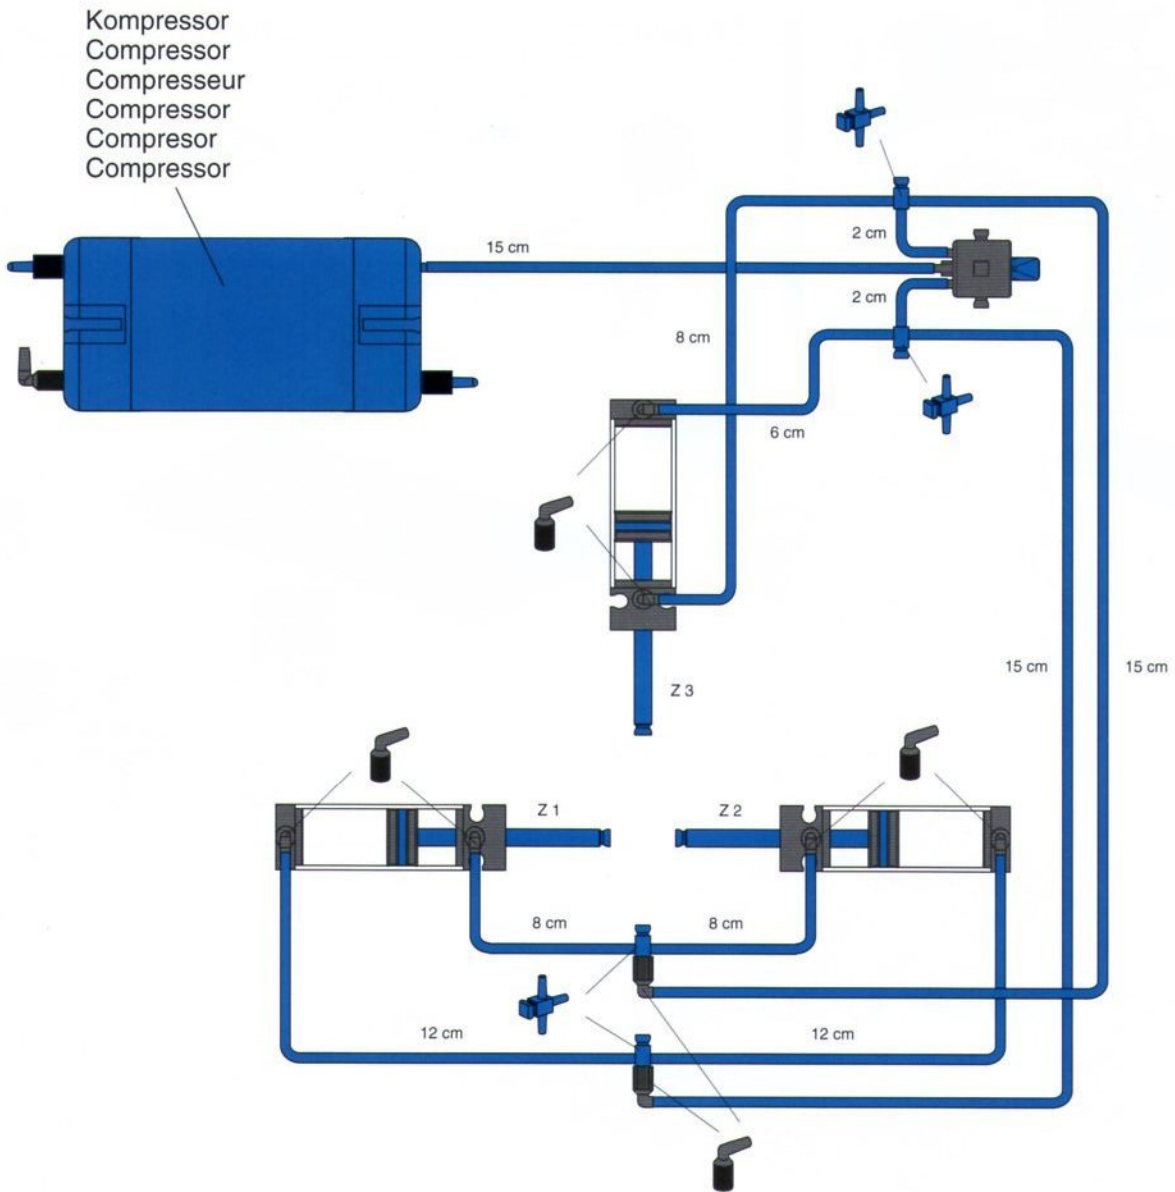 Kompressor
Compressor
Compresseur
Compressor
Compresor
Compressor
15 cm
2 cm
2 cm
8 cm
6 cm
15 cm
15 cm
Z 3
Z 1
Z 2
8 cm
8 cm
12 cm
12 cm